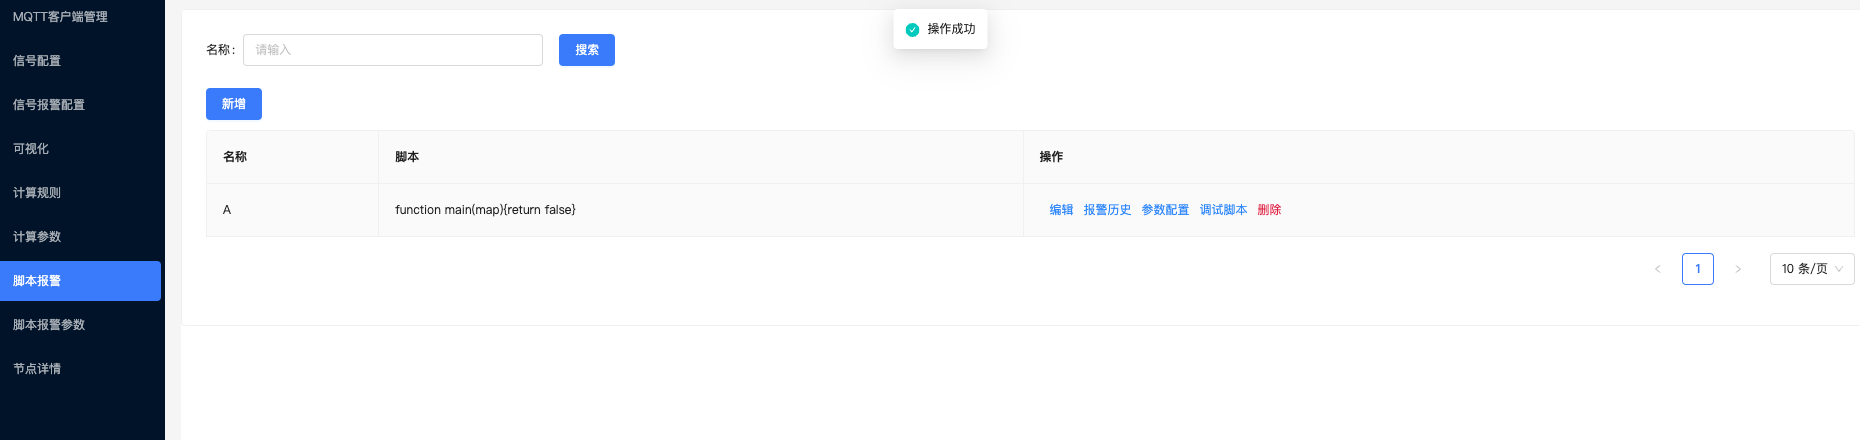 MQTT客户端管理
信号配置
信号报警配置
可视化
计算规则
计算参数
脚本报警
脚本报警参数
节点详情
操作成功
名称: 请输入 搜索
新增
名称 脚本 操作
A function main(map){return false} 编辑 报警历史 参数配置 调试脚本 删除
< 1 > 10 条/页